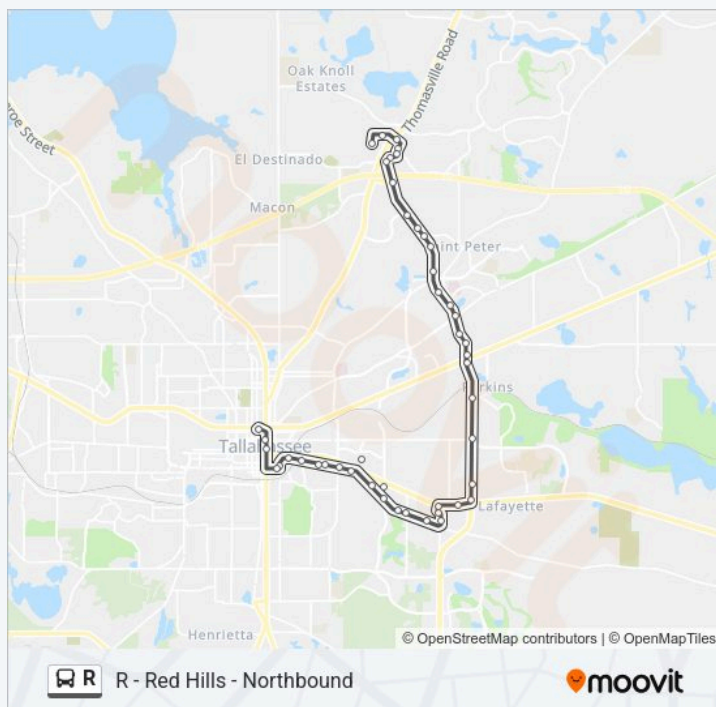 Oak Knoll
Estates
Thomasville Road
roe Street
El Destinado
Macon
int Peter
rkins
Tallahassee
Lafayette
Henrietta
© OpenStreetMap contributors | © OpenMapTiles
R
R - Red Hills - Northbound
moovit